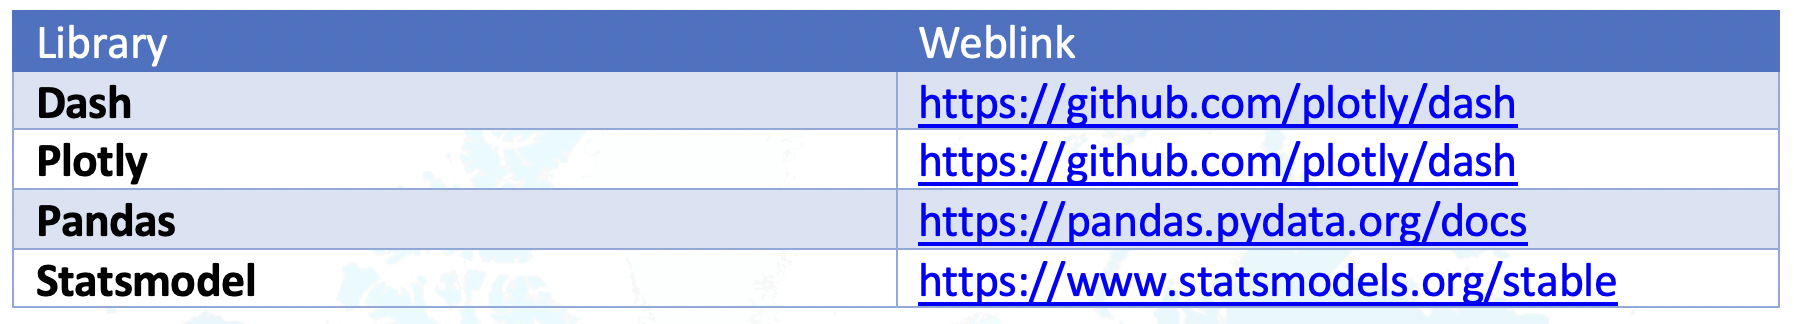 Library Weblink
Dash https://github.com/plotly/dash
Plotly https://github.com/plotly/dash
Pandas https://pandas.pydata.org/docs
Statsmodel https://www.statsmodels.org/stable